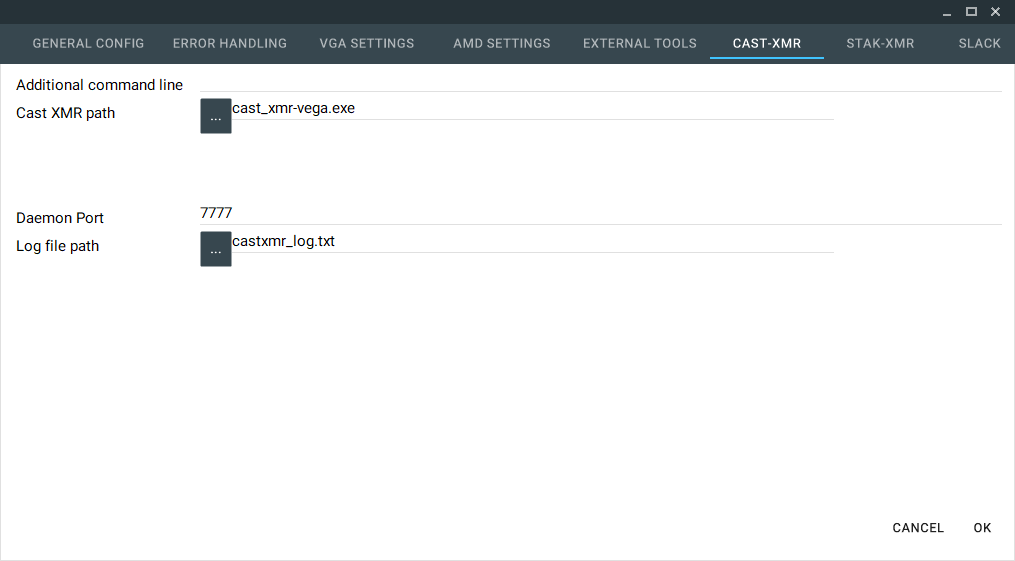 GENERAL CONFIG ERROR HANDLING VGA SETTINGS AMD SETTINGS EXTERNAL TOOLS CAST-XMR STAK-XMR SLACK
Additional command line
Cast XMR path ... cast_xmr-vega.exe
Daemon Port 7777
Log file path ... castxmr_log.txt
CANCEL OK